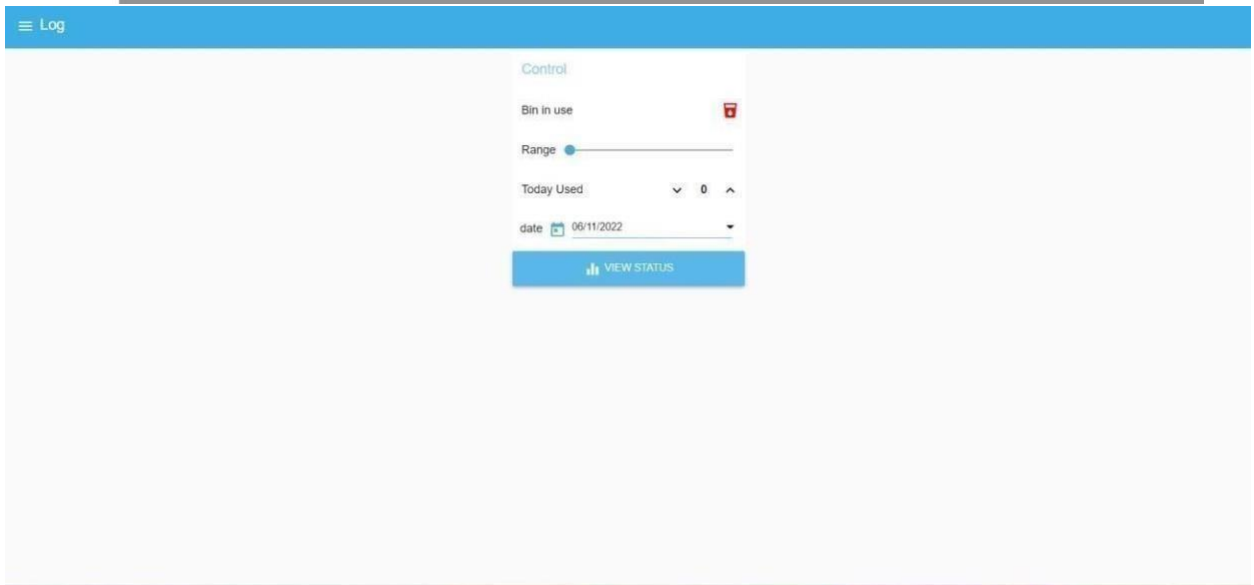 Log
Control
Bin in use
Range
Today Used 0
date 06/11/2022
VIEW STATUS